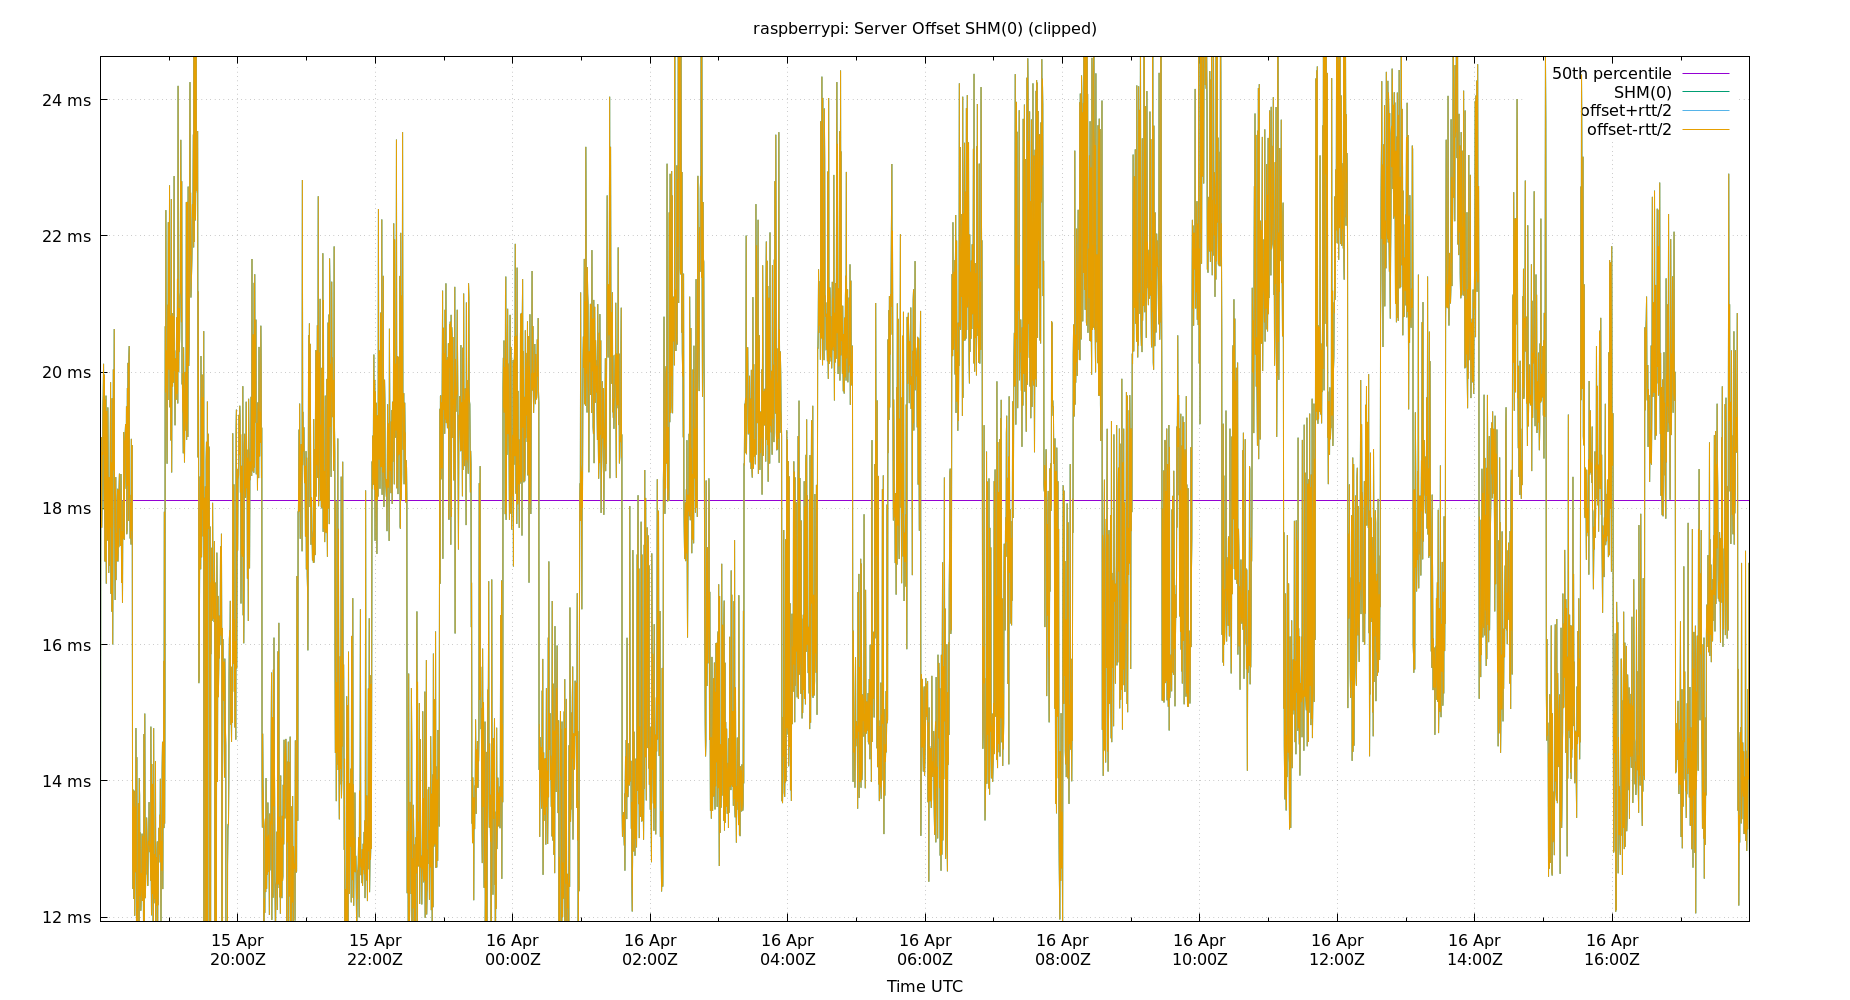 raspberrypi: Server Offset SHM(0) (clipped)
50th percentile
SHM(0)
offset+rtt/2
offset-rtt/2
24 ms
22 ms
20 ms
18 ms
16 ms
14 ms
12 ms
15 Apr 15 Apr 16 Apr 16 Apr 16 Apr 16 Apr 16 Apr 16 Apr 16 Apr 16 Apr 16 Apr
20:00Z 22:00Z 00:00Z 02:00Z 04:00Z 06:00Z 08:00Z 10:00Z 12:00Z 14:00Z 16:00Z
Time UTC